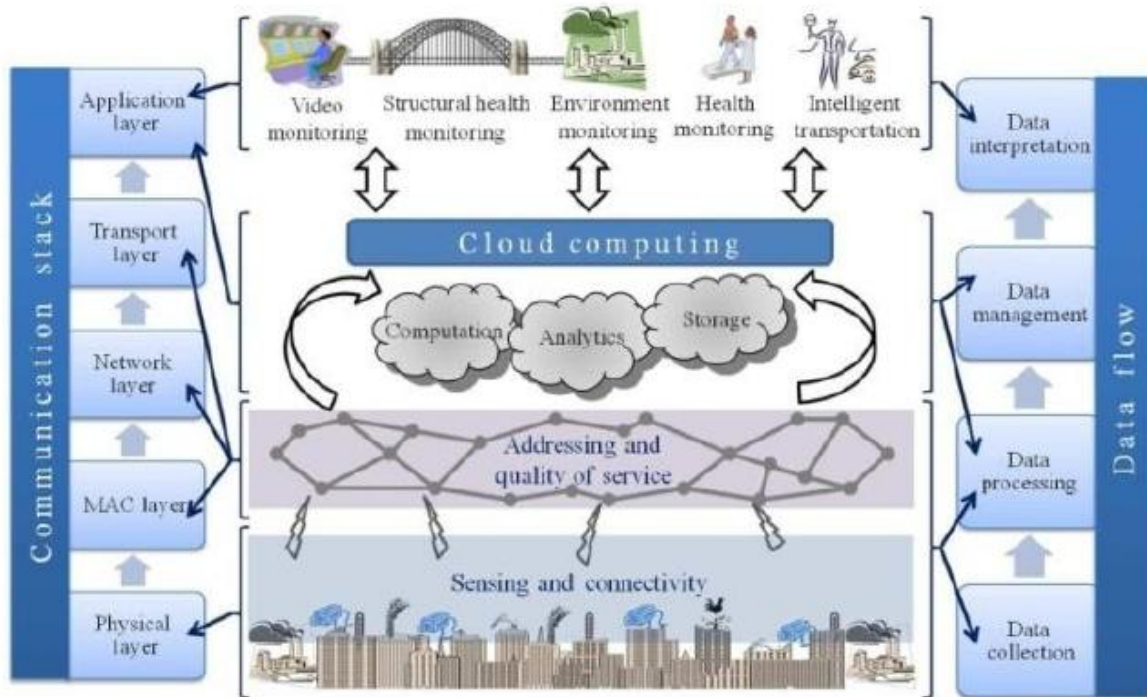 Communication stack
Application
layer
Transport
layer
Network
layer
MAC layer
Physical
layer
Video
monitoring
Structural health
monitoring
Environment
monitoring
Health
monitoring
Intelligent
transportation
Cloud computing
Computation
Analytics
Storage
Addressing and
quality of service
Sensing and connectivity
Data
interpretation
Data
management
Data
processing
Data
collection
Data flow